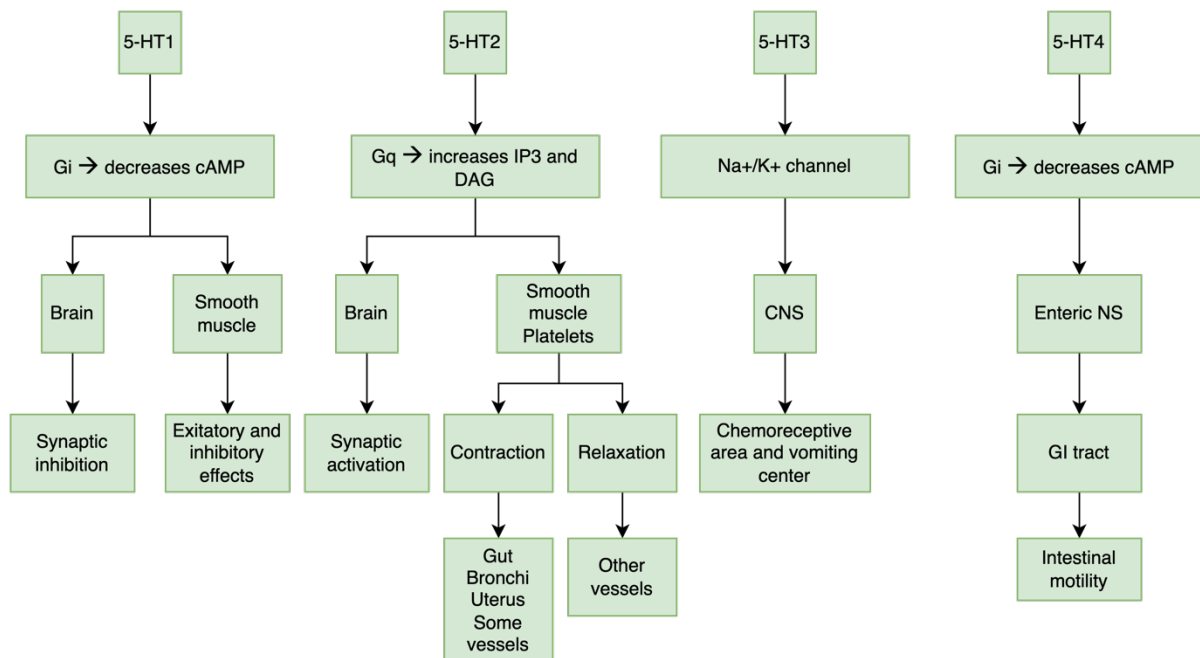 5-HT1
5-HT2
5-HT3
5-HT4
Gi → decreases cAMP
Gq → increases IP3 and
DAG
Na+/K+ channel
Gi → decreases cAMP
Brain
Smooth
muscle
Brain
Smooth
muscle
Platelets
CNS
Enteric NS
Synaptic
inhibition
Exitatory and
inhibitory
effects
Synaptic
activation
Contraction
Relaxation
Chemoreceptive
area and vomiting
center
GI tract
Gut
Bronchi
Uterus
Some
vessels
Other
vessels
Intestinal
motility